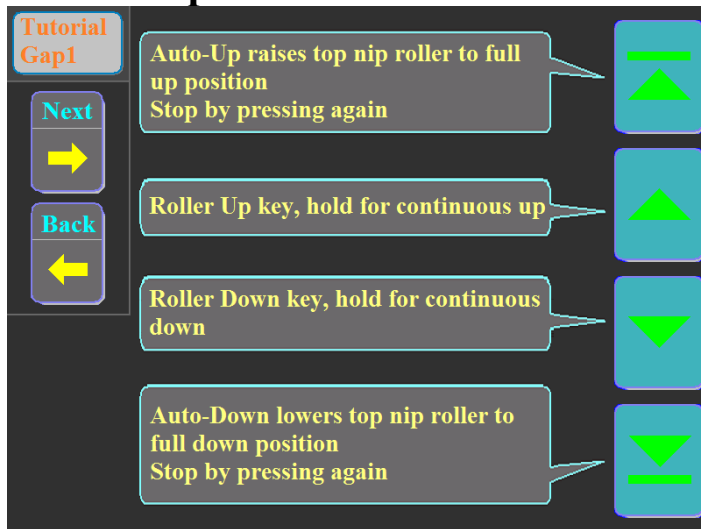 Tutorial
Gap1
Next
Back
Auto-Up raises top nip roller to full
up position
Stop by pressing again
Roller Up key, hold for continuous up
Roller Down key, hold for continuous
down
Auto-Down lowers top nip roller to
full down position
Stop by pressing again